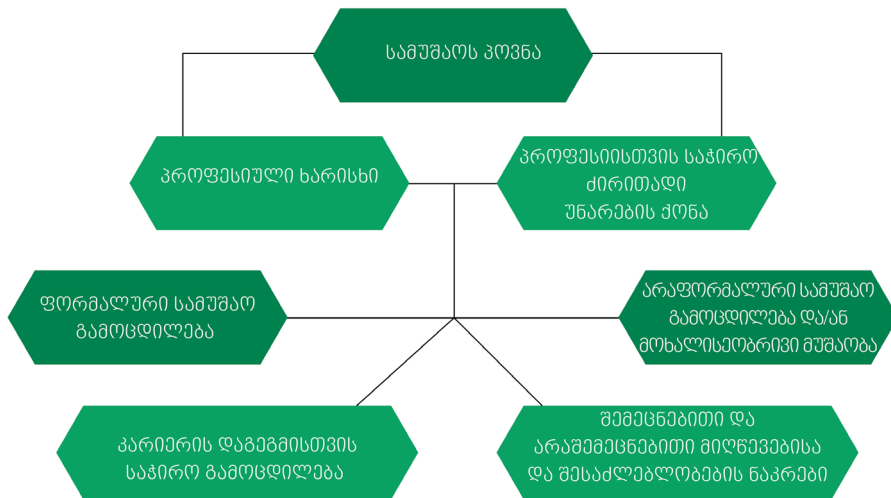 სამუშაოს პოვნა
პროფესიული ხარისხი
პროფესიისთვის საჭირო
ძირითადი
უნარების ქონა
ფორმალური სამუშაო
გამოცდილება
არაფორმალური სამუშაო
გამოცდილება და/ან
მოხალისეობრივი მუშაობა
კარიერის დაგეგმისთვის
საჭირო გამოცდილება
შემეცნებითი და
არაშემეცნებითი მიღწევებისა
და შესაძლებლობების ნაკრები